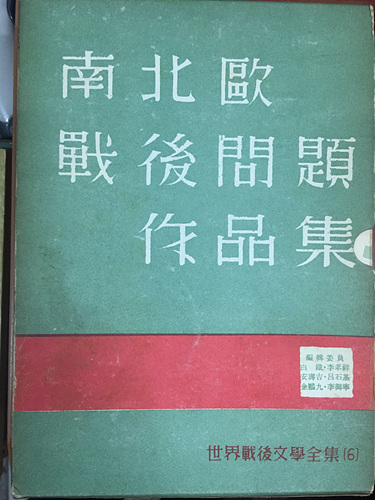 南北歐
戰後問題
作品集
編輯委員
白鐵·李孝祥
安壽吉·呂石基
金鵬九·李御寧
世界戰後文學全集(6)